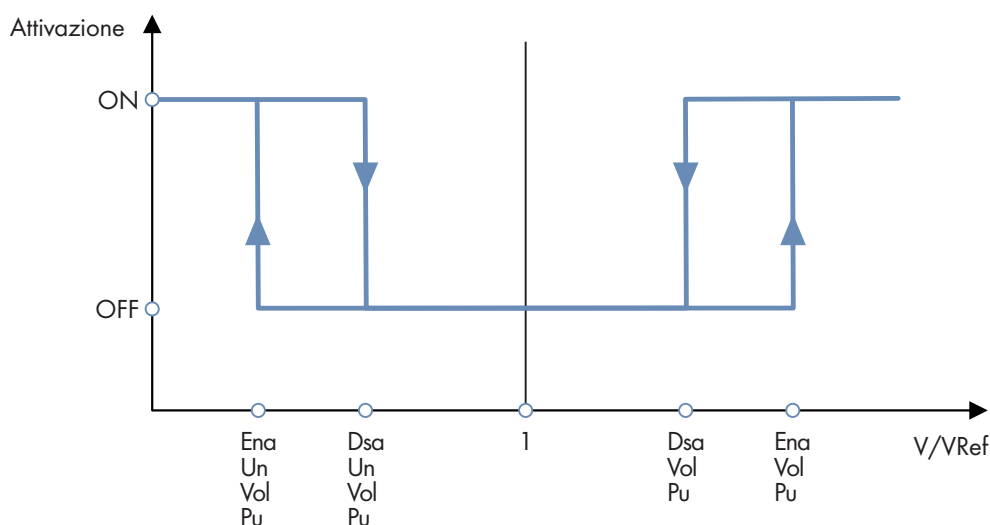 Attivazione
ON
OFF
Ena
Un
Vol
Pu
Dsa
Un
Vol
Pu
1
Dsa
Vol
Pu
Ena
Vol
Pu
V/VRef